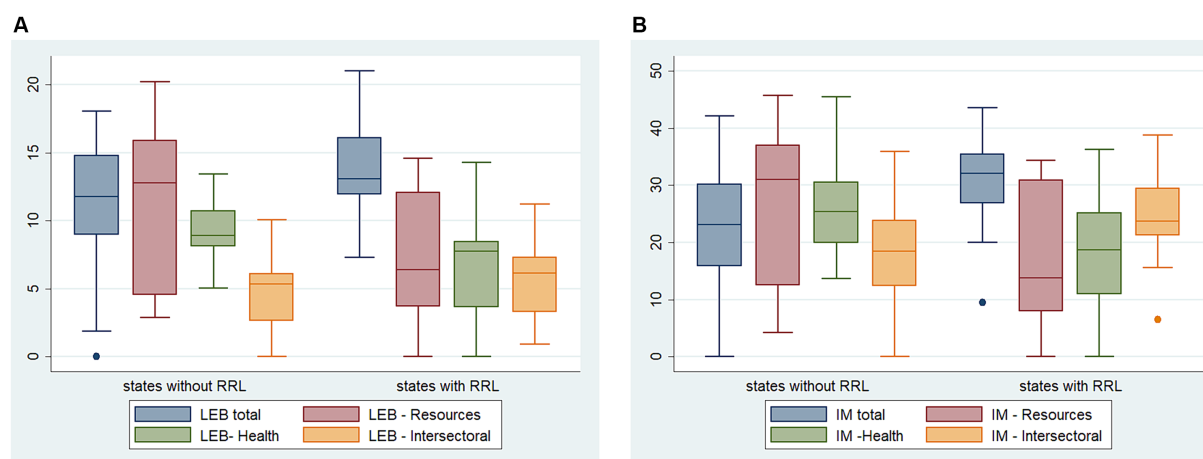 A
20
15
10
5
0
states without RRL
states with RRL
LEB total
LEB - Resources
LEB- Health
LEB - Intersectoral
B
50
40
30
20
10
0
states without RRL
states with RRL
IM total
IM - Resources
IM -Health
IM - Intersectoral